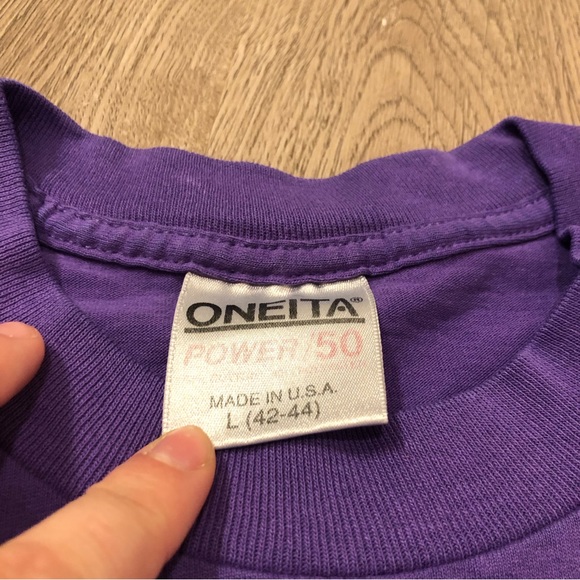 ONEITA®
POWER/50
MADE IN U.S.A.
L (42-44)